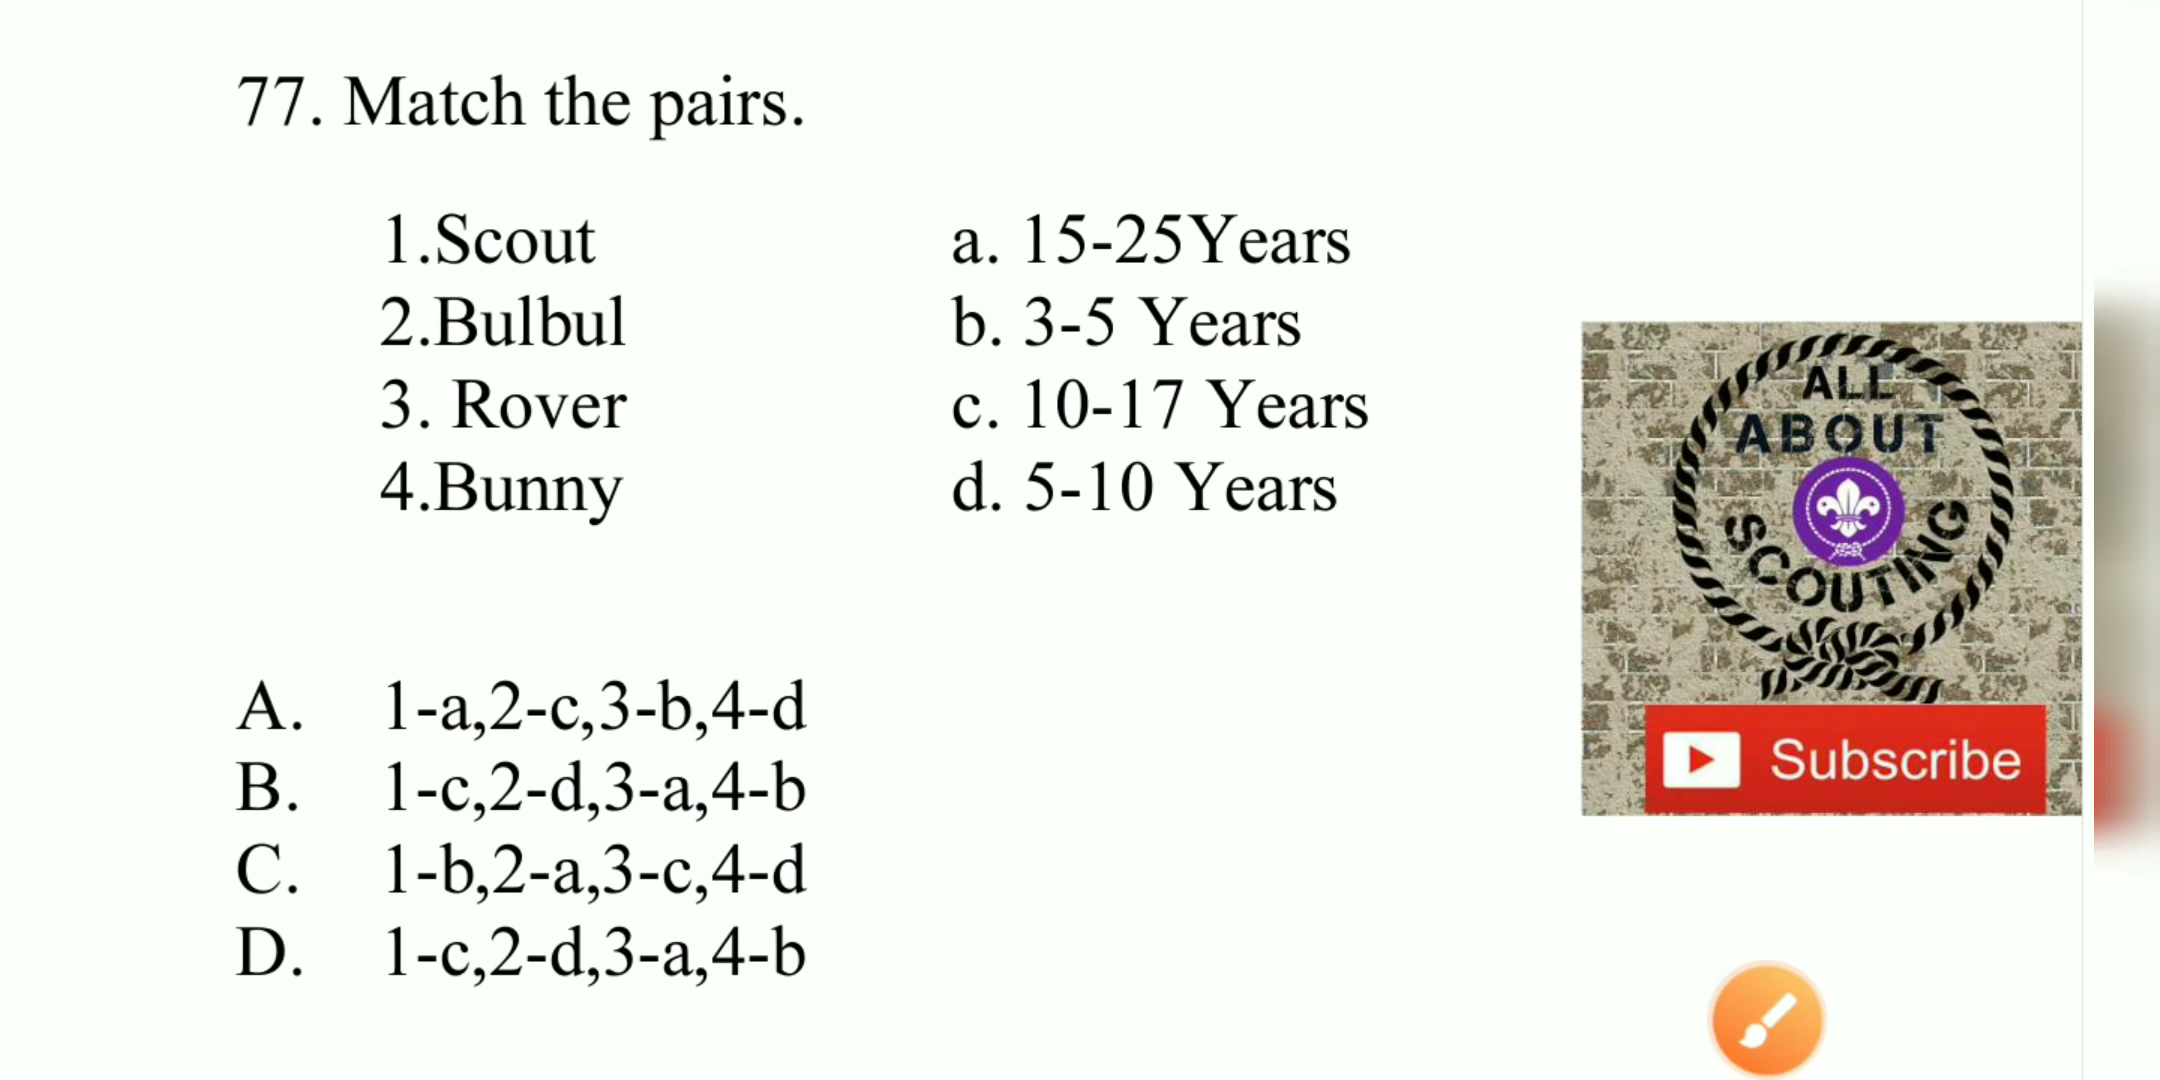 77. Match the pairs.
1.Scout a. 15-25Years
2.Bulbul b. 3-5 Years
3. Rover c. 10-17 Years
4.Bunny d. 5-10 Years
A. 1-a,2-c,3-b,4-d
B. 1-c,2-d,3-a,4-b
C. 1-b,2-a,3-c,4-d
D. 1-c,2-d,3-a,4-b
ALL
ABOUT
SCOUTING
Subscribe